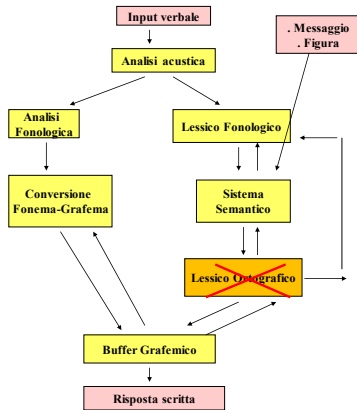 Input verbale
. Messaggio
. Figura
Analisi acustica
Analisi
Fonologica
Lessico Fonologico
Conversione
Fonema-Grafema
Sistema
Semantico
Lessico Ortografico
Buffer Grafemico
Risposta scritta